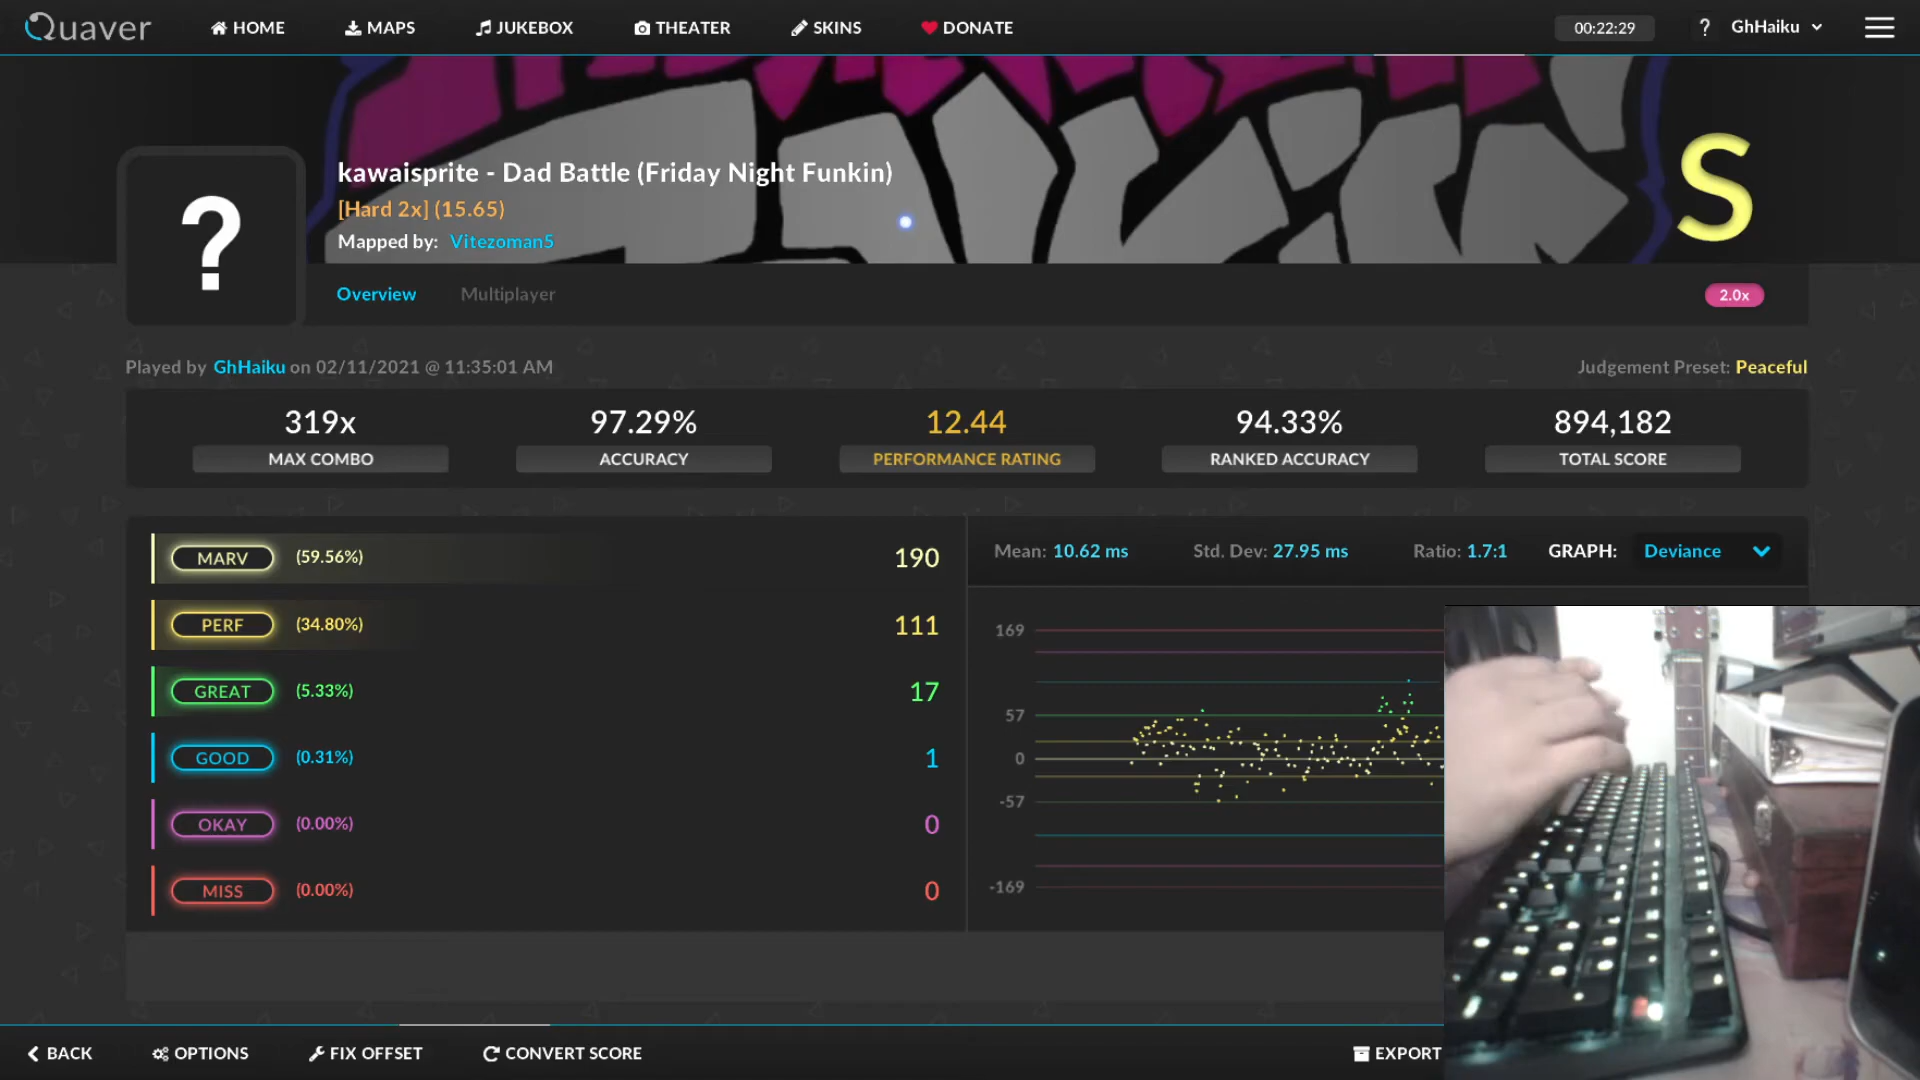 Quaver
HOME
MAPS
JUKEBOX
THEATER
SKINS
DONATE
00:22:29
?
GhHaiku
?
kawaisprite - Dad Battle (Friday Night Funkin)
[Hard 2x] (15.65)
Mapped by: Vitezoman5
S
Overview
Multiplayer
2.0x
Played by GhHaiku on 02/11/2021 @ 11:35:01 AM
Judgement Preset: Peaceful
319x
MAX COMBO
97.29%
ACCURACY
12.44
PERFORMANCE RATING
94.33%
RANKED ACCURACY
894,182
TOTAL SCORE
MARV (59.56%) 190
PERF (34.80%) 111
GREAT (5.33%) 17
GOOD (0.31%) 1
OKAY (0.00%) 0
MISS (0.00%) 0
Mean: 10.62 ms
Std. Dev: 27.95 ms
Ratio: 1.7:1
GRAPH: Deviance
169
57
0
-57
-169
BACK
OPTIONS
FIX OFFSET
CONVERT SCORE
EXPORT